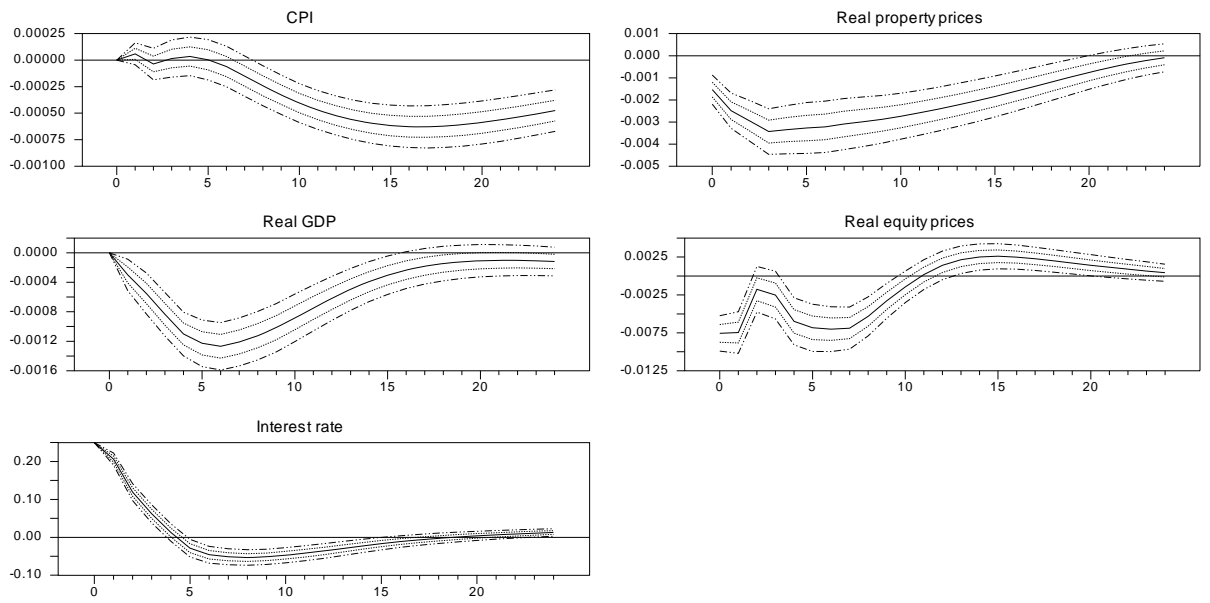 CPI
0.00025
0.00000
-0.00025
-0.00050
-0.00075
-0.00100
0 5 10 15 20
Real property prices
0.001
0.000
-0.001
-0.002
-0.003
-0.004
-0.005
0 5 10 15 20
Real GDP
0.0000
-0.0004
-0.0008
-0.0012
-0.0016
0 5 10 15 20
Real equity prices
0.0025
-0.0025
-0.0075
-0.0125
0 5 10 15 20
Interest rate
0.20
0.10
0.00
-0.10
0 5 10 15 20